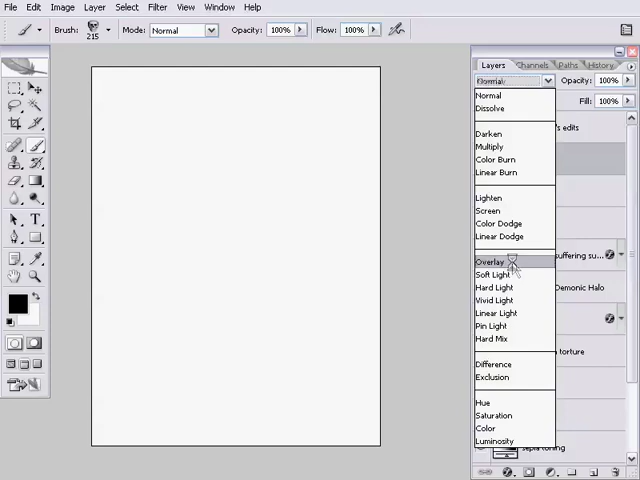 File Edit Image Layer Select Filter View Window Help
Brush: 215 Mode: Normal Opacity: 100% Flow: 100%
Layers Channels Paths History
Normal Opacity: 100%
Fill: 100%
Normal
Dissolve
's edits
Darken
Multiply
Color Burn
Linear Burn
Lighten
Screen
Color Dodge
Linear Dodge
Overlay
suffering su...
Soft Light
Hard Light
Demonic Halo
Vivid Light
Linear Light
Pin Light
Hard Mix
torture
Difference
Exclusion
Hue
Saturation
Color
Luminosity
sepia toning